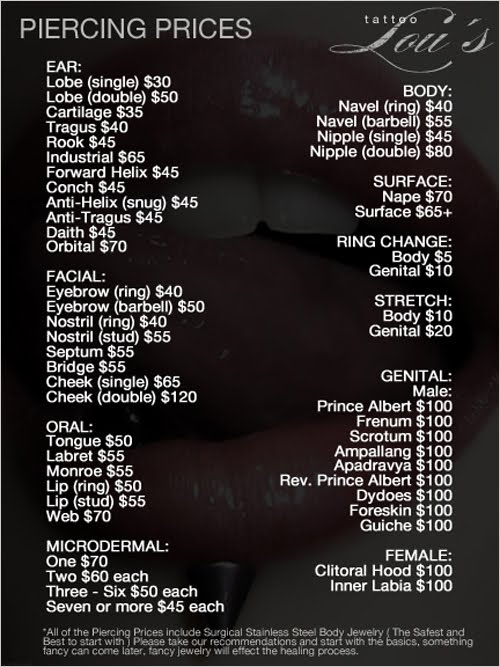 PIERCING PRICES
tattoo
Lou's
EAR:
Lobe (single) $30
Lobe (double) $50
Cartilage $35
Tragus $40
Rook $45
Industrial $65
Forward Helix $45
Conch $45
Anti-Helix (snug) $45
Anti-Tragus $45
Daith $45
Orbital $70
FACIAL:
Eyebrow (ring) $40
Eyebrow (barbell) $50
Nostril (ring) $40
Nostril (stud) $55
Septum $55
Bridge $55
Cheek (single) $65
Cheek (double) $120
ORAL:
Tongue $50
Labret $55
Monroe $55
Lip (ring) $50
Lip (stud) $55
Web $70
MICRODERMAL:
One $70
Two $60 each
Three - Six $50 each
Seven or more $45 each
BODY:
Navel (ring) $40
Navel (barbell) $55
Nipple (single) $45
Nipple (double) $80
SURFACE:
Nape $70
Surface $65+
RING CHANGE:
Body $5
Genital $10
STRETCH:
Body $10
Genital $20
GENITAL:
Male:
Prince Albert $100
Frenum $100
Scrotum $100
Ampallang $100
Apadravya $100
Rev. Prince Albert $100
Dydoes $100
Foreskin $100
Guiche $100
FEMALE:
Clitoral Hood $100
Inner Labia $100
*All of the Piercing Prices include Surgical Stainless Steel Body Jewelry ( The Safest and
Best to start with ) Please take our recommendations and start with the basics, something
fancy can come later, fancy jewelry will effect the healing process.